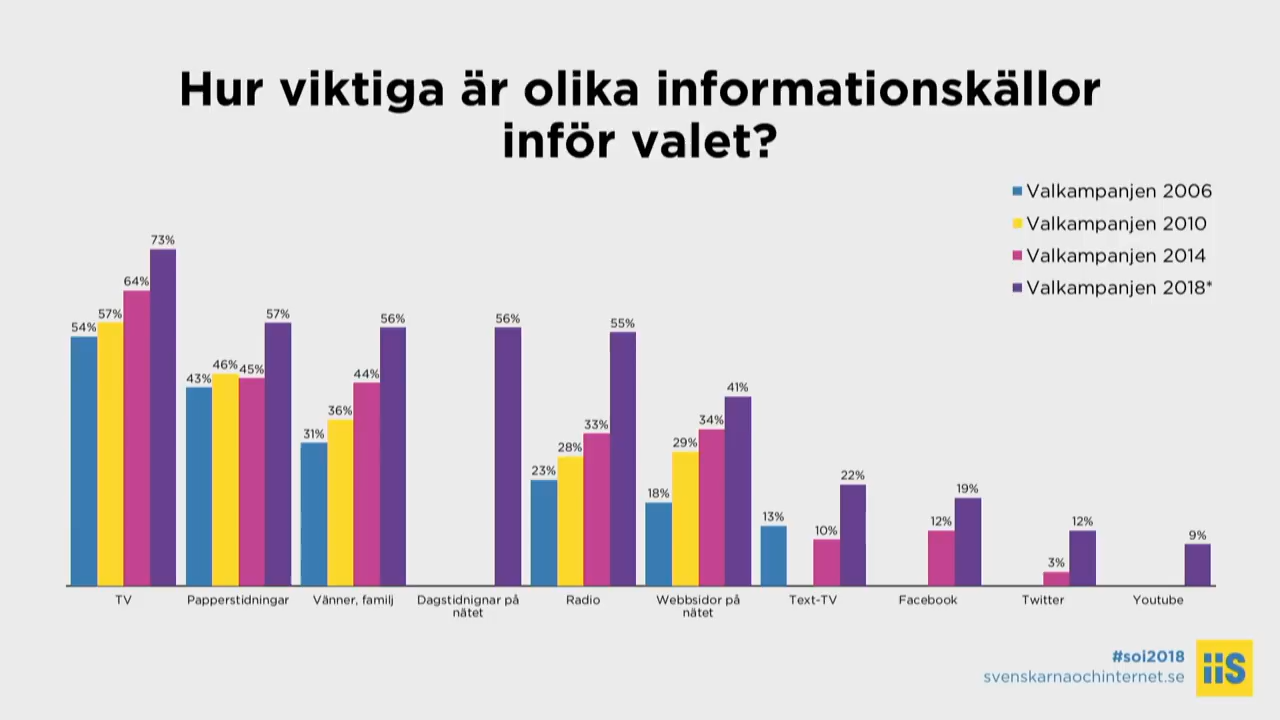 Hur viktiga är olika informationskällor
inför valet?
Valkampanjen 2006
Valkampanjen 2010
Valkampanjen 2014
Valkampanjen 2018*
54% 57% 64% 73%
43% 46% 45% 57%
31% 36% 44% 56%
56%
23% 28% 33% 55%
18% 29% 34% 41%
13% 10% 22%
12% 19%
3% 12%
9%
TV
Papperstidningar
Vänner, familj
Dagstidnignar på
nätet
Radio
Webbsidor på
nätet
Text-TV
Facebook
Twitter
Youtube
#soi2018
svenskarnaochinternet.se
iis